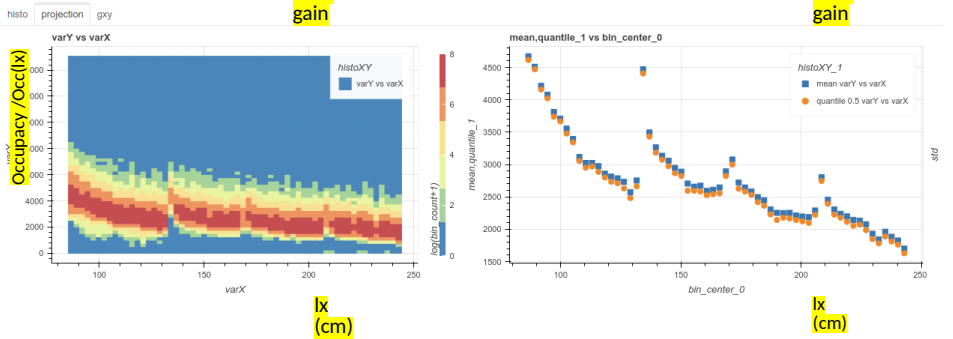 histo projection gxy
gain
gain
varY vs varX
mean,quantile_1 vs bin_center_0
Occupacy /Occ(lx)
histoXY
varY vs varX
4000
2000
0
100
150
200
250
varX
8
6
4
2
0
log(bin_count+1)
lx
(cm)
mean,quantile_1
4500
4000
3500
3000
2500
2000
1500
histoXY_1
mean varY vs varX
quantile 0.5 varY vs varX
100
150
200
250
bin_center_0
std
lx
(cm)